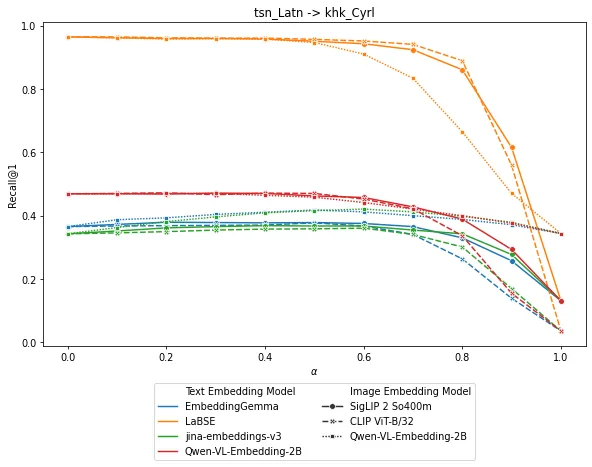 tsn_Latn -> khk_Cyrl
1.0
0.8
0.6
0.4
0.2
0.0
Recall@1
0.0 0.2 0.4 0.6 0.8 1.0
α
Text Embedding Model Image Embedding Model
EmbeddingGemma SigLIP 2 So400m
LaBSE CLIP ViT-B/32
jina-embeddings-v3 Qwen-VL-Embedding-2B
Qwen-VL-Embedding-2B